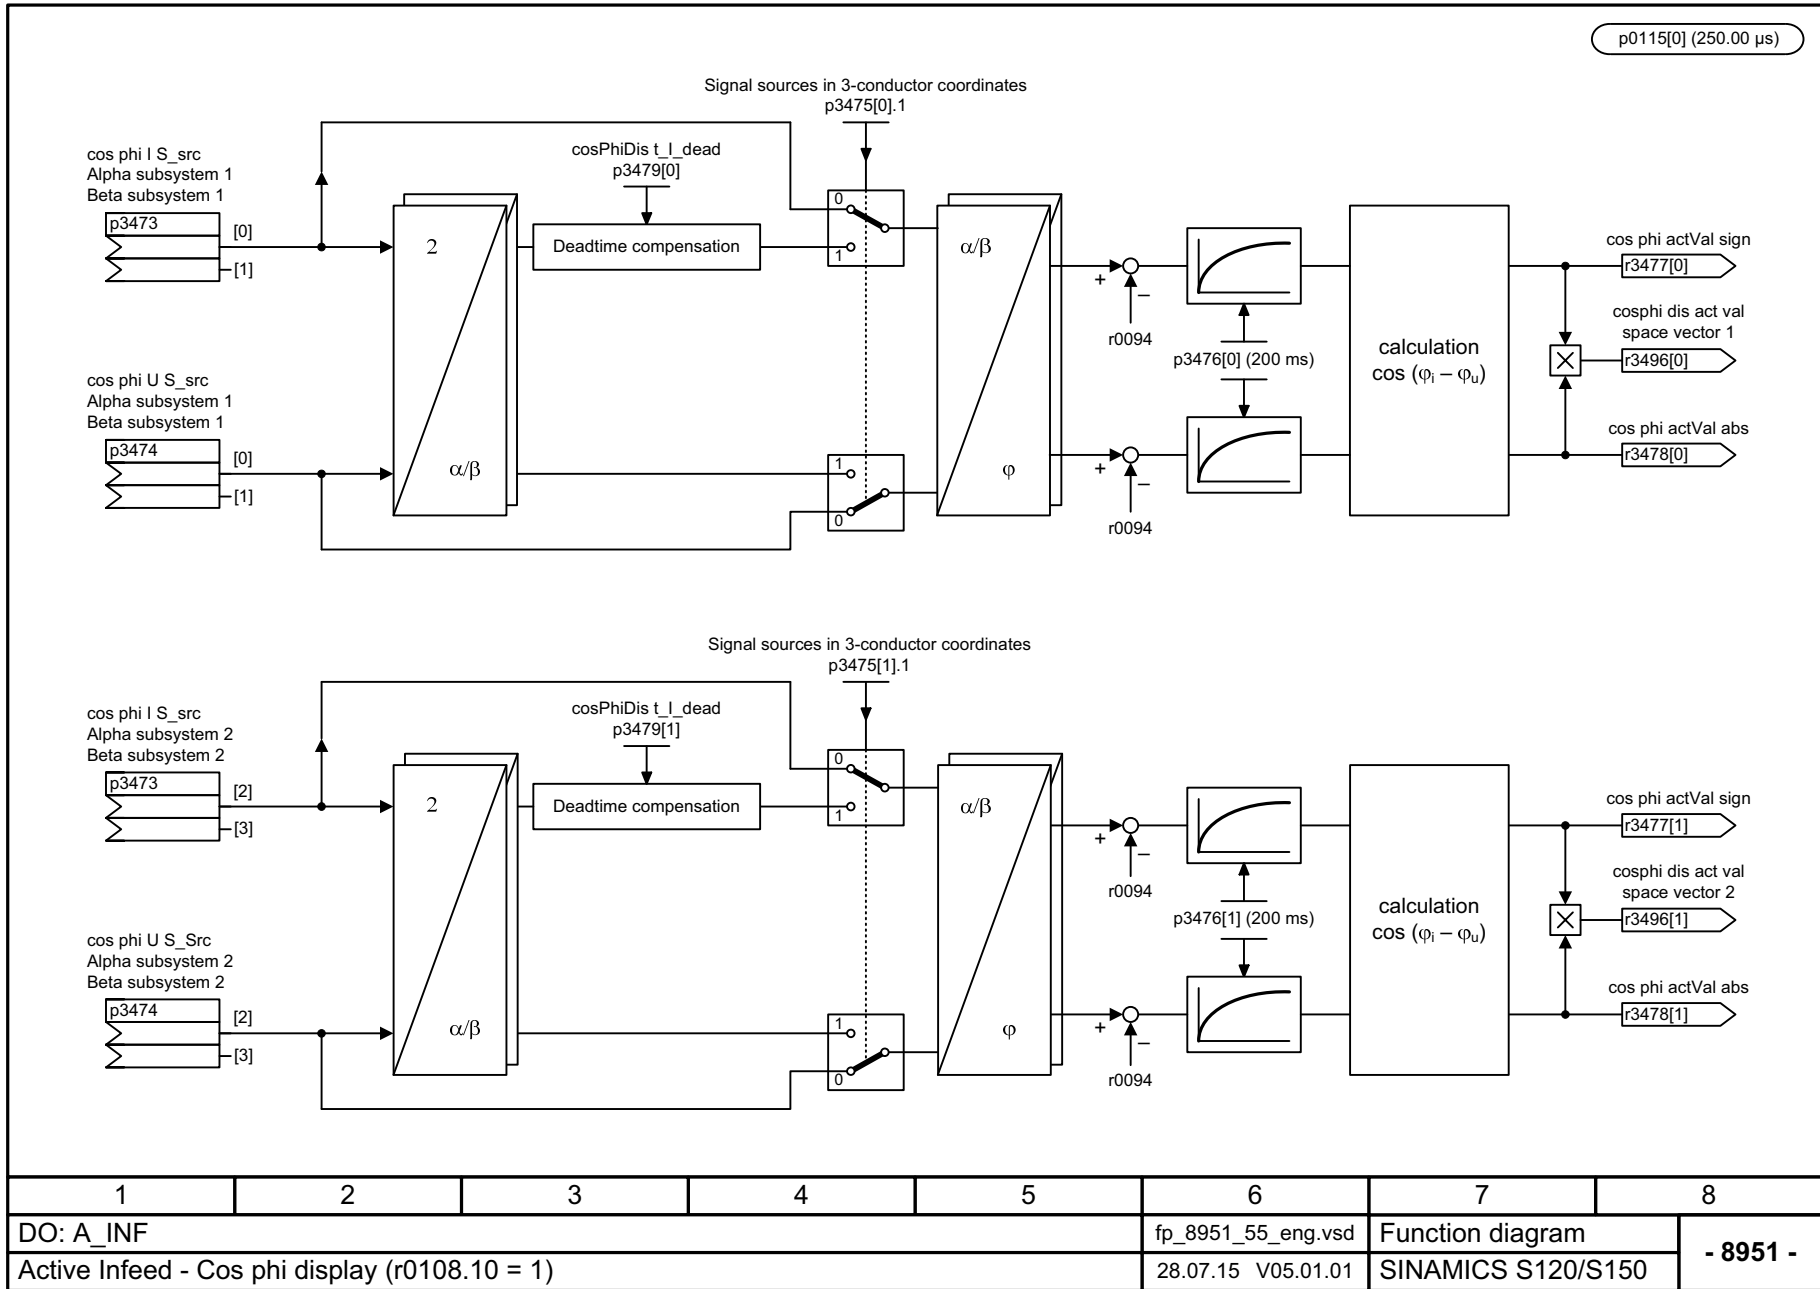 p0115[0] (250.00 µs)
Signal sources in 3-conductor coordinates
p3475[0].1
cos phi I S_src
Alpha subsystem 1
Beta subsystem 1
p3473
[0]
[1]
cosPhiDis t_I_dead
p3479[0]
2
α/β
Deadtime compensation
0
1
α/β
φ
+
−
r0094
p3476[0] (200 ms)
calculation
cos (φi – φu)
cos phi actVal sign
r3477[0]
cosphi dis act val
space vector 1
r3496[0]
cos phi U S_src
Alpha subsystem 1
Beta subsystem 1
p3474
[0]
[1]
1
0
+
−
r0094
cos phi actVal abs
r3478[0]
Signal sources in 3-conductor coordinates
p3475[1].1
cos phi I S_src
Alpha subsystem 2
Beta subsystem 2
p3473
[2]
[3]
cosPhiDis t_I_dead
p3479[1]
2
α/β
Deadtime compensation
0
1
α/β
φ
+
−
r0094
p3476[1] (200 ms)
calculation
cos (φi – φu)
cos phi actVal sign
r3477[1]
cosphi dis act val
space vector 2
r3496[1]
cos phi U S_Src
Alpha subsystem 2
Beta subsystem 2
p3474
[2]
[3]
1
0
+
−
r0094
cos phi actVal abs
r3478[1]
1 2 3 4 5 6 7 8
DO: A_INF
fp_8951_55_eng.vsd
Function diagram
- 8951 -
Active Infeed - Cos phi display (r0108.10 = 1)
28.07.15 V05.01.01
SINAMICS S120/S150